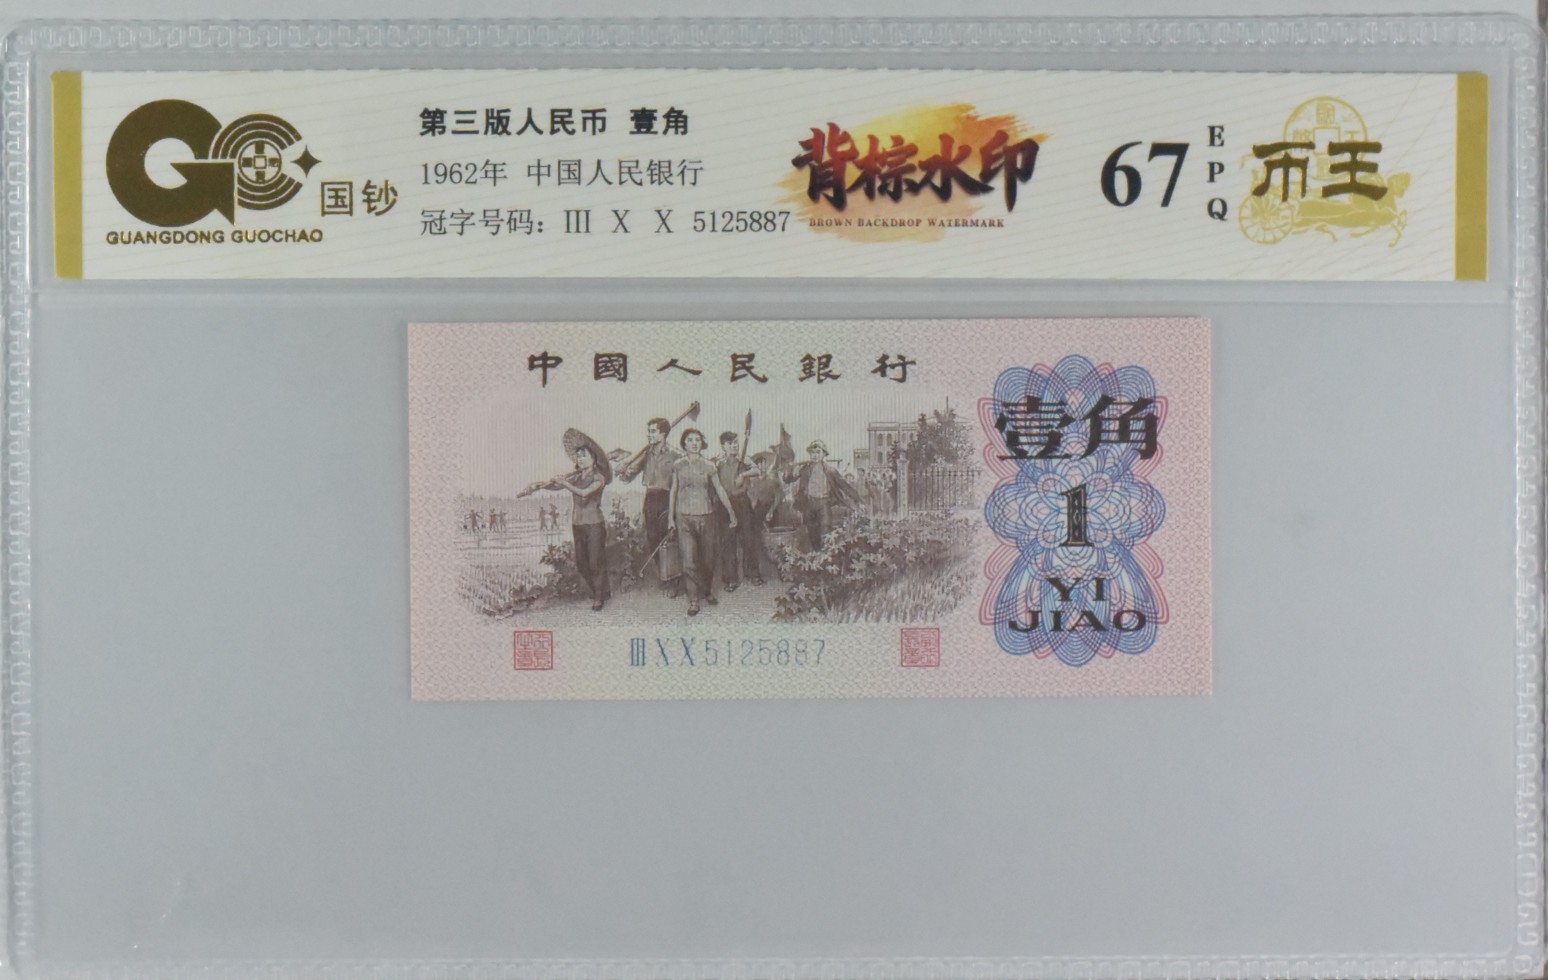 第三版人民币 壹角
1962年 中国人民银行
冠字号码：Ⅲ X X 5125887
国钞
GUANGDONG GUOCHAO
背棕水印
BROWN BACKDROP WATERMARK
67
EPQ
币王
中國人民銀行
壹角
1
YI
JIAO
ⅢXX5125887